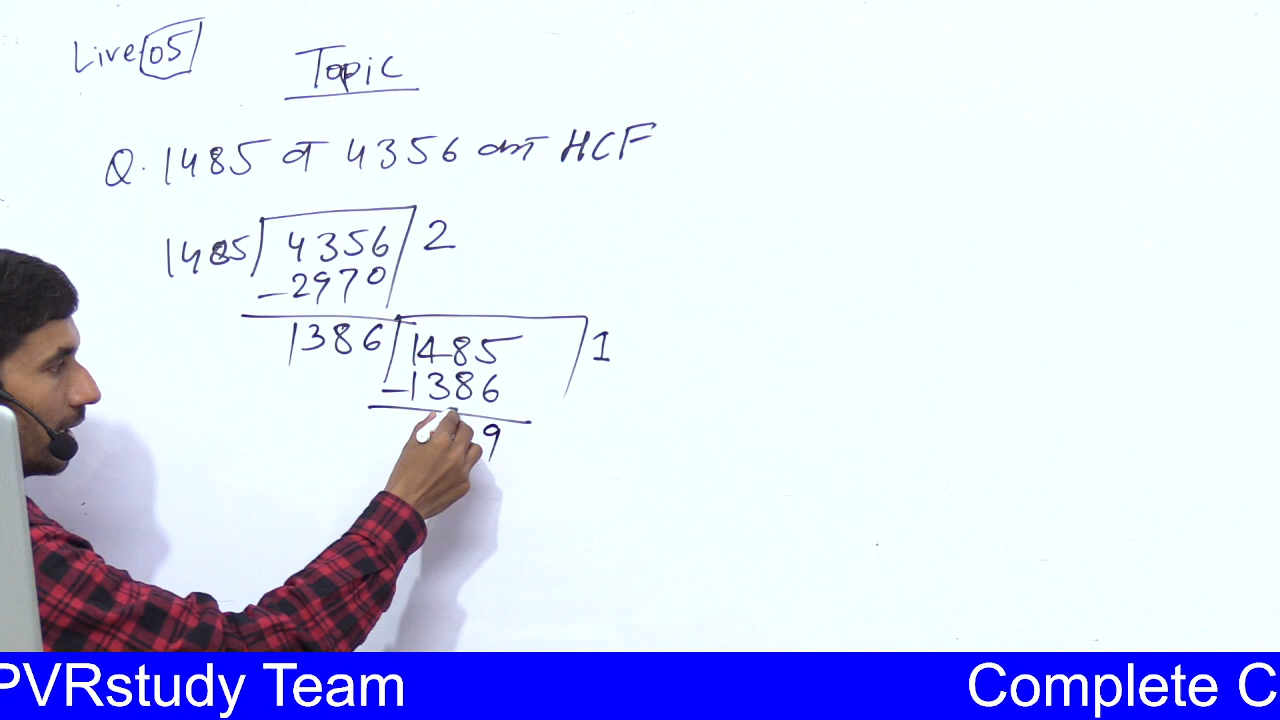 Live 05
Topic
Q. 1485 व 4356 का HCF
1485 4356 2
-2970
1386 1485 1
-1386
9
PVRstudy Team Complete C